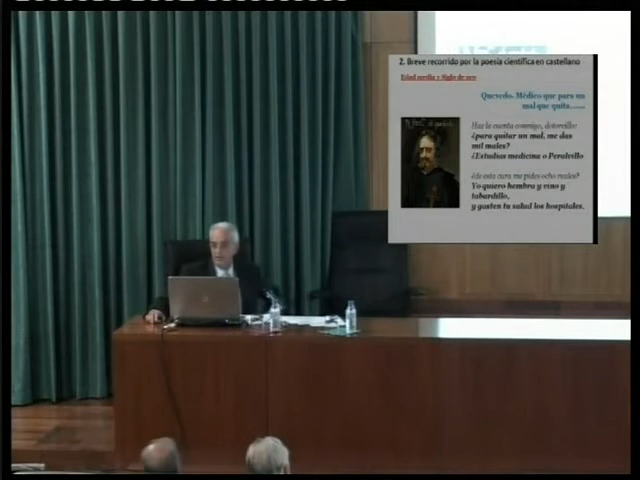 2. Breve recorrido por la poesía científica en castellano
Edad media y Siglo de oro
Quevedo. Médico que para un
mal que quita......
Haz la cuenta conmigo, dotorcillo:
¿para quitar un mal, me das
mil males?
¿Estudias medicina o Peralvillo
¿de esta cura me pides ocho reales?
Yo quiero hembra y vino y
tabardillo,
y gasten tu salud los hospitales.